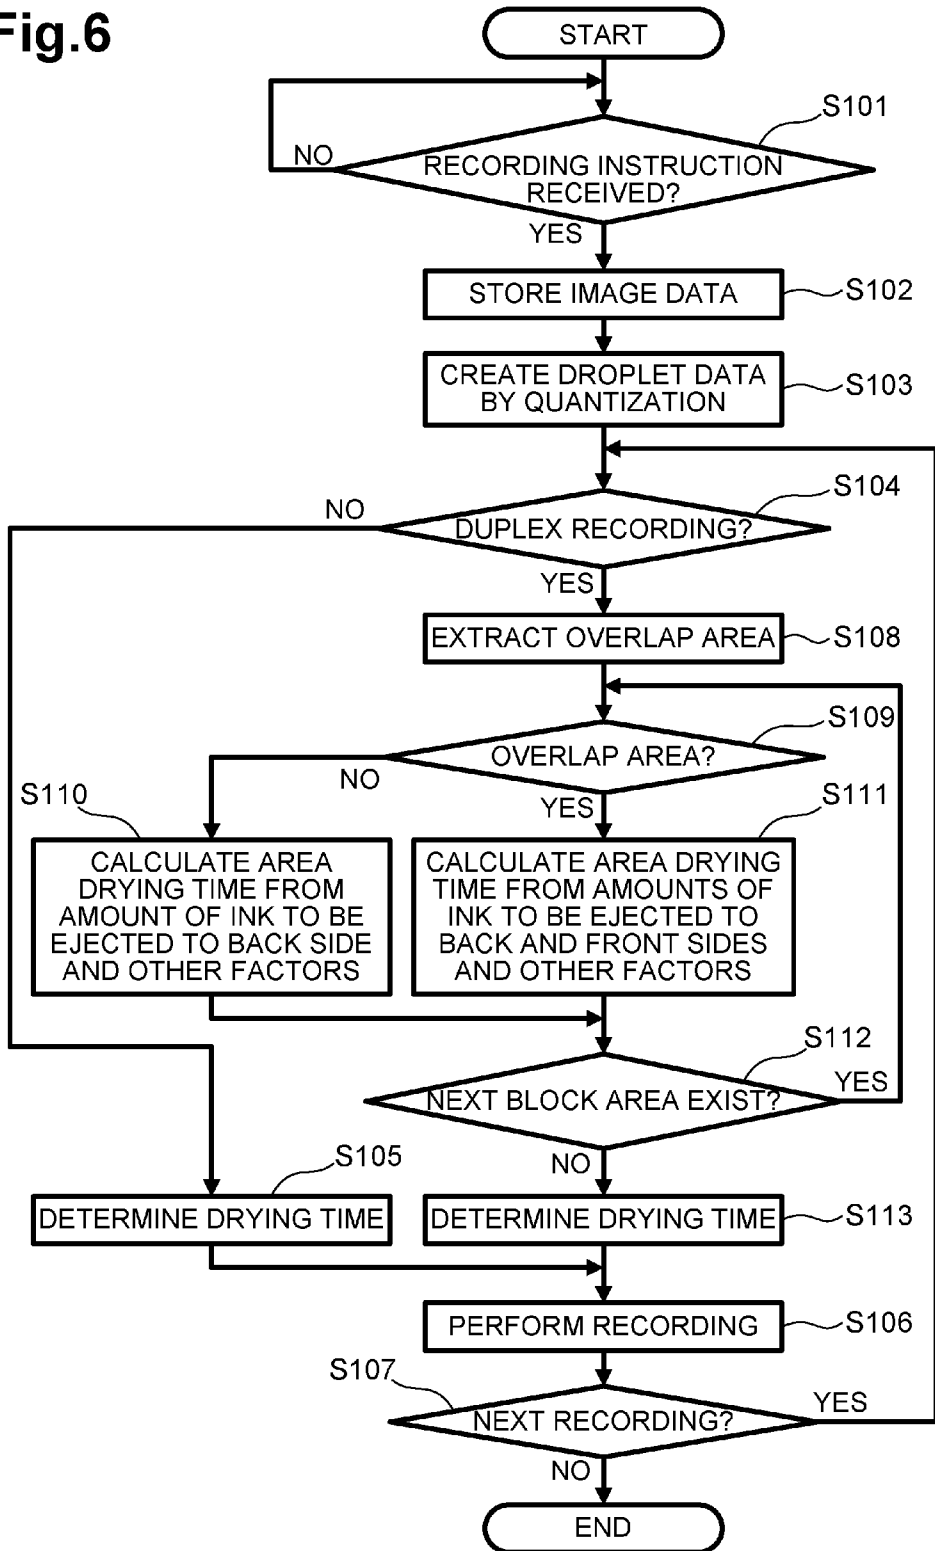 Fig.6
START
S101
NO
RECORDING INSTRUCTION
RECEIVED?
YES
STORE IMAGE DATA
S102
CREATE DROPLET DATA
BY QUANTIZATION
S103
S104
NO
DUPLEX RECORDING?
YES
EXTRACT OVERLAP AREA
S108
S109
OVERLAP AREA?
NO
YES
S110
S111
CALCULATE AREA
DRYING TIME FROM
AMOUNT OF INK TO BE
EJECTED TO BACK SIDE
AND OTHER FACTORS
CALCULATE AREA DRYING
TIME FROM AMOUNTS OF
INK TO BE EJECTED TO
BACK AND FRONT SIDES
AND OTHER FACTORS
S112
NEXT BLOCK AREA EXIST?
YES
NO
S105
DETERMINE DRYING TIME
DETERMINE DRYING TIME
S113
PERFORM RECORDING
S106
S107
NEXT RECORDING?
YES
NO
END